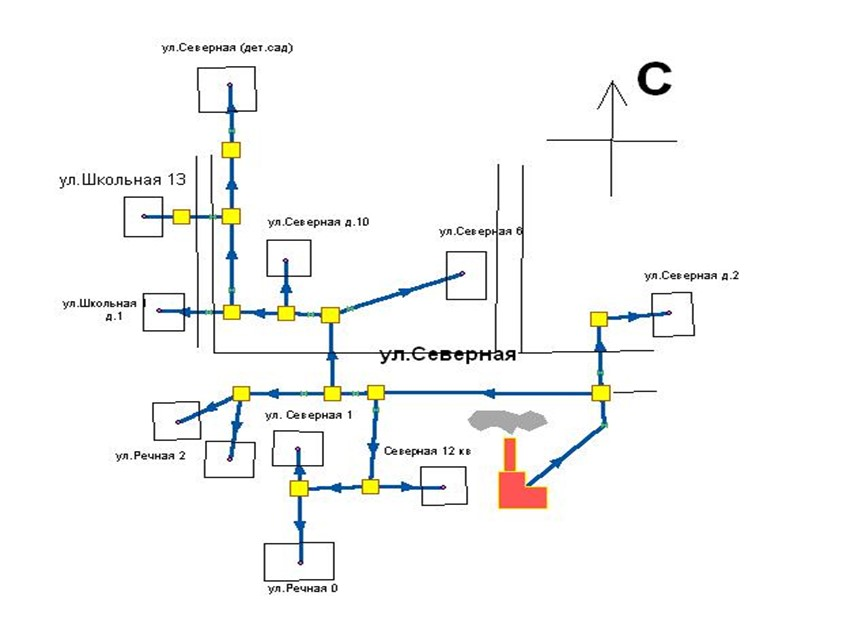 ул.Северная (дет.сад)
С
ул.Школьная 13
ул.Северная д.10
ул.Северная 6
ул.Северная д.2
ул.Школьная
д.1
ул.Северная
ул. Северная 1
Северная 12 кв
ул.Речная 2
ул.Речная 0